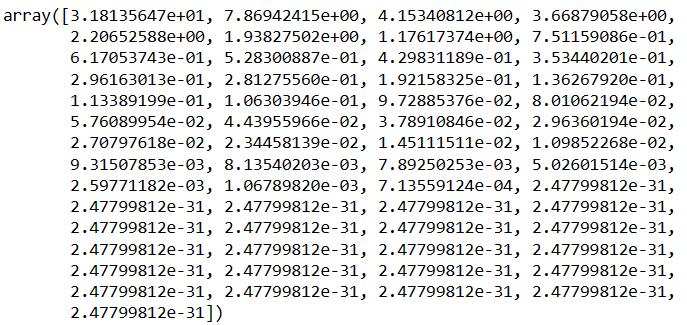 array([3.18135647e+01, 7.86942415e+00, 4.15340812e+00, 3.66879058e+00,
2.20652588e+00, 1.93827502e+00, 1.17617374e+00, 7.51159086e-01,
6.17053743e-01, 5.28300887e-01, 4.29831189e-01, 3.53440201e-01,
2.96163013e-01, 2.81275560e-01, 1.92158325e-01, 1.36267920e-01,
1.13389199e-01, 1.06303946e-01, 9.72885376e-02, 8.01062194e-02,
5.76089954e-02, 4.43955966e-02, 3.78910846e-02, 2.96360194e-02,
2.70797618e-02, 2.34458139e-02, 1.45111511e-02, 1.09852268e-02,
9.31507853e-03, 8.13540203e-03, 7.89250253e-03, 5.02601514e-03,
2.59771182e-03, 1.06789820e-03, 7.13559124e-04, 2.47799812e-31,
2.47799812e-31, 2.47799812e-31, 2.47799812e-31, 2.47799812e-31,
2.47799812e-31, 2.47799812e-31, 2.47799812e-31, 2.47799812e-31,
2.47799812e-31, 2.47799812e-31, 2.47799812e-31, 2.47799812e-31,
2.47799812e-31, 2.47799812e-31, 2.47799812e-31, 2.47799812e-31,
2.47799812e-31, 2.47799812e-31, 2.47799812e-31, 2.47799812e-31,
2.47799812e-31])